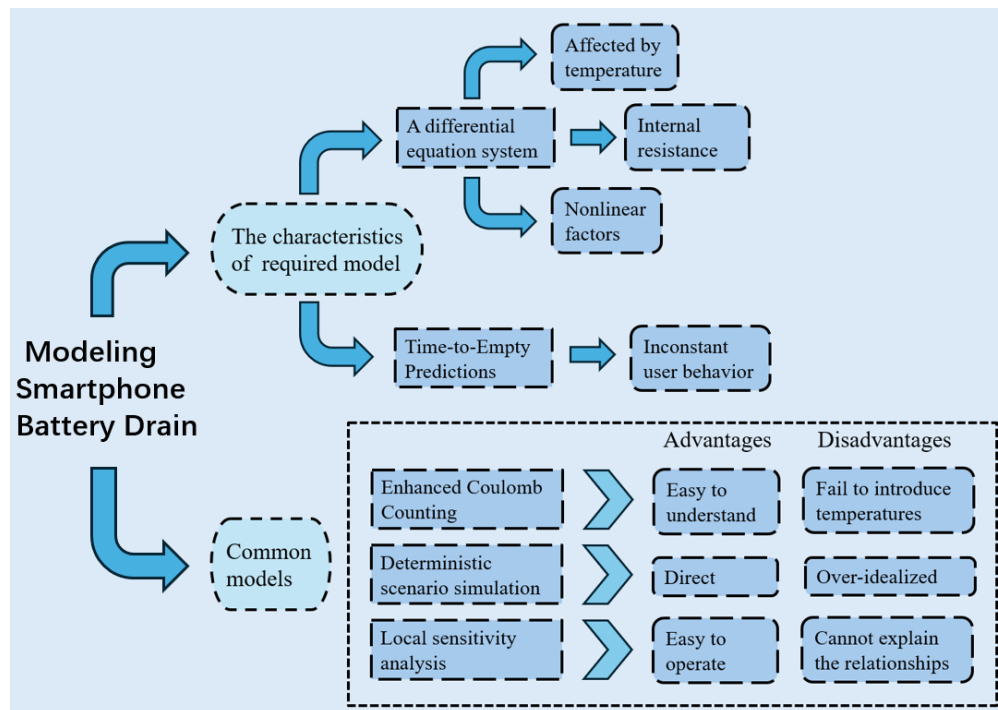 Affected by
temperature
A differential
equation system
Internal
resistance
Nonlinear
factors
The characteristics
of required model
Time-to-Empty
Predictions
Inconstant
user behavior
Modeling
Smartphone
Battery Drain
Common
models
Advantages
Disadvantages
Enhanced Coulomb
Counting
Easy to
understand
Fail to introduce
temperatures
Deterministic
scenario simulation
Direct
Over-idealized
Local sensitivity
analysis
Easy to
operate
Cannot explain
the relationships